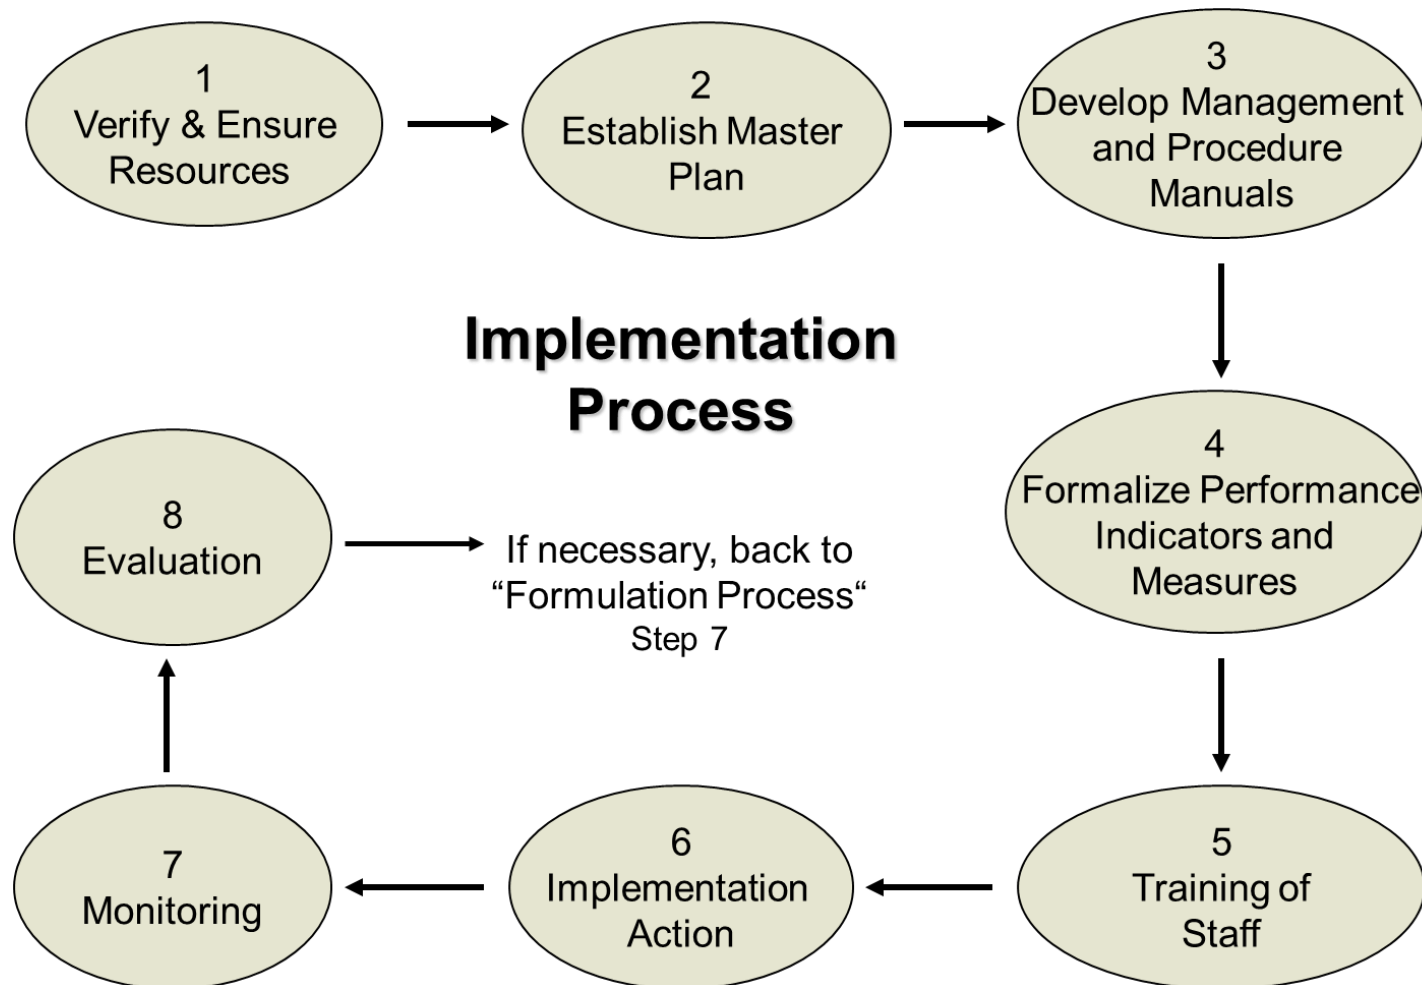 1
Verify & Ensure
Resources
2
Establish Master
Plan
3
Develop Management
and Procedure
Manuals
Implementation
Process
4
Formalize Performance
Indicators and
Measures
8
Evaluation
If necessary, back to
“Formulation Process“
Step 7
7
Monitoring
6
Implementation
Action
5
Training of
Staff